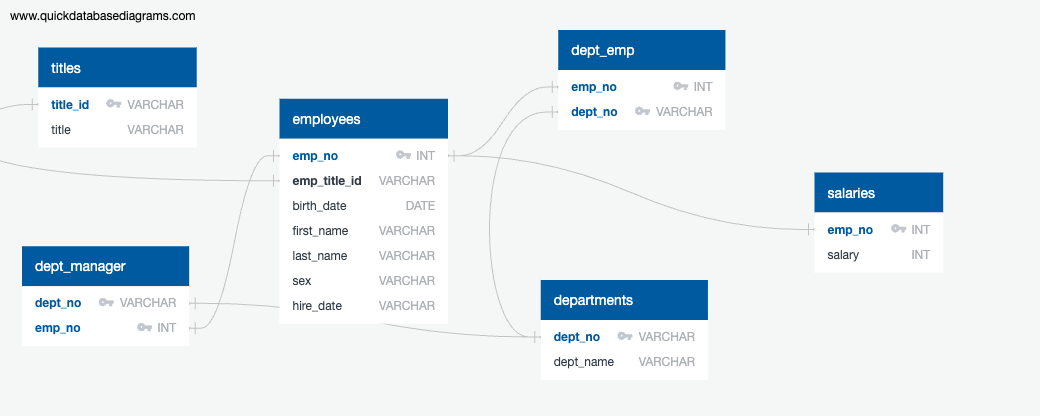 www.quickdatabasediagrams.com
titles
title_id VARCHAR
title VARCHAR
employees
emp_no INT
emp_title_id VARCHAR
birth_date DATE
first_name VARCHAR
last_name VARCHAR
sex VARCHAR
hire_date VARCHAR
dept_emp
emp_no INT
dept_no VARCHAR
salaries
emp_no INT
salary INT
dept_manager
dept_no VARCHAR
emp_no INT
departments
dept_no VARCHAR
dept_name VARCHAR